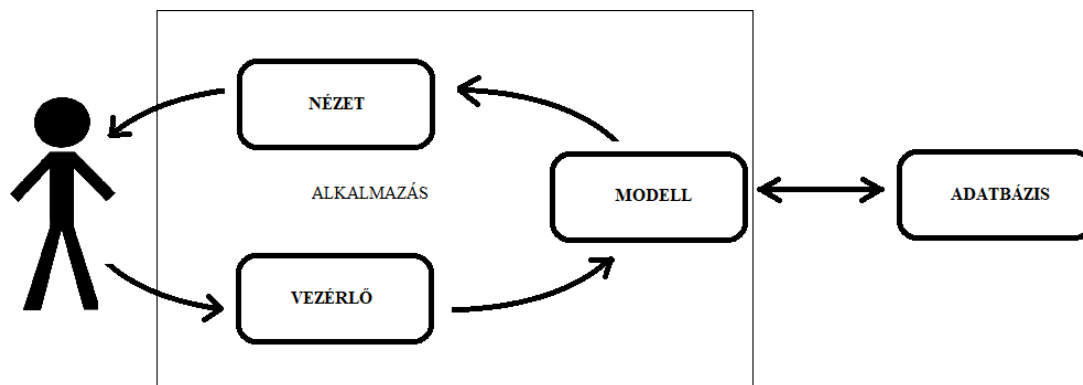 NÉZET
ALKALMAZÁS
MODELL
ADATBÁZIS
VEZÉRLŐ